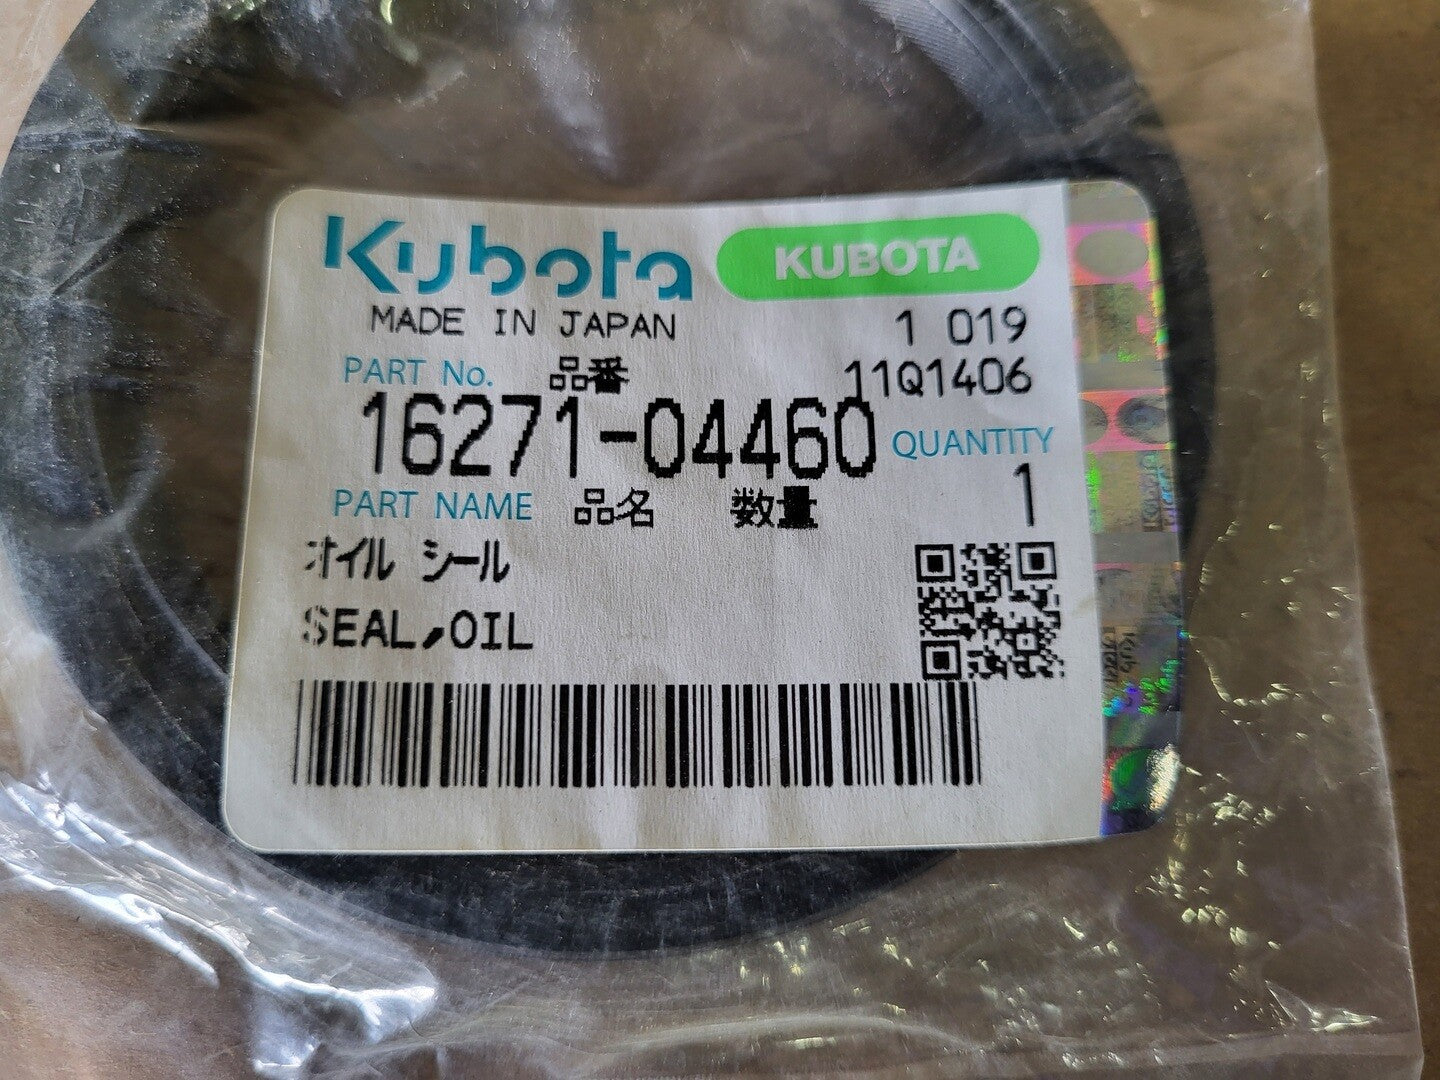 Kubota KUBOTA
MADE IN JAPAN 1 019
PART No. 品番 11Q1406
16271-04460 QUANTITY
PART NAME 品名 数量 1
オイル シール
SEAL,OIL